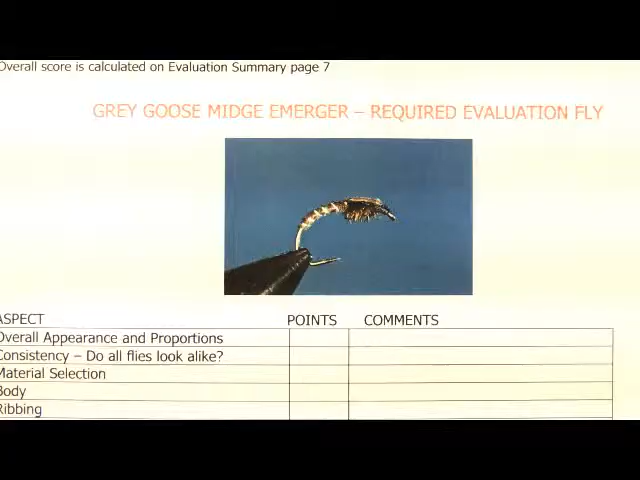 Overall score is calculated on Evaluation Summary page 7
GREY GOOSE MIDGE EMERGER – REQUIRED EVALUATION FLY
ASPECT POINTS COMMENTS
Overall Appearance and Proportions
Consistency – Do all flies look alike?
Material Selection
Body
Ribbing